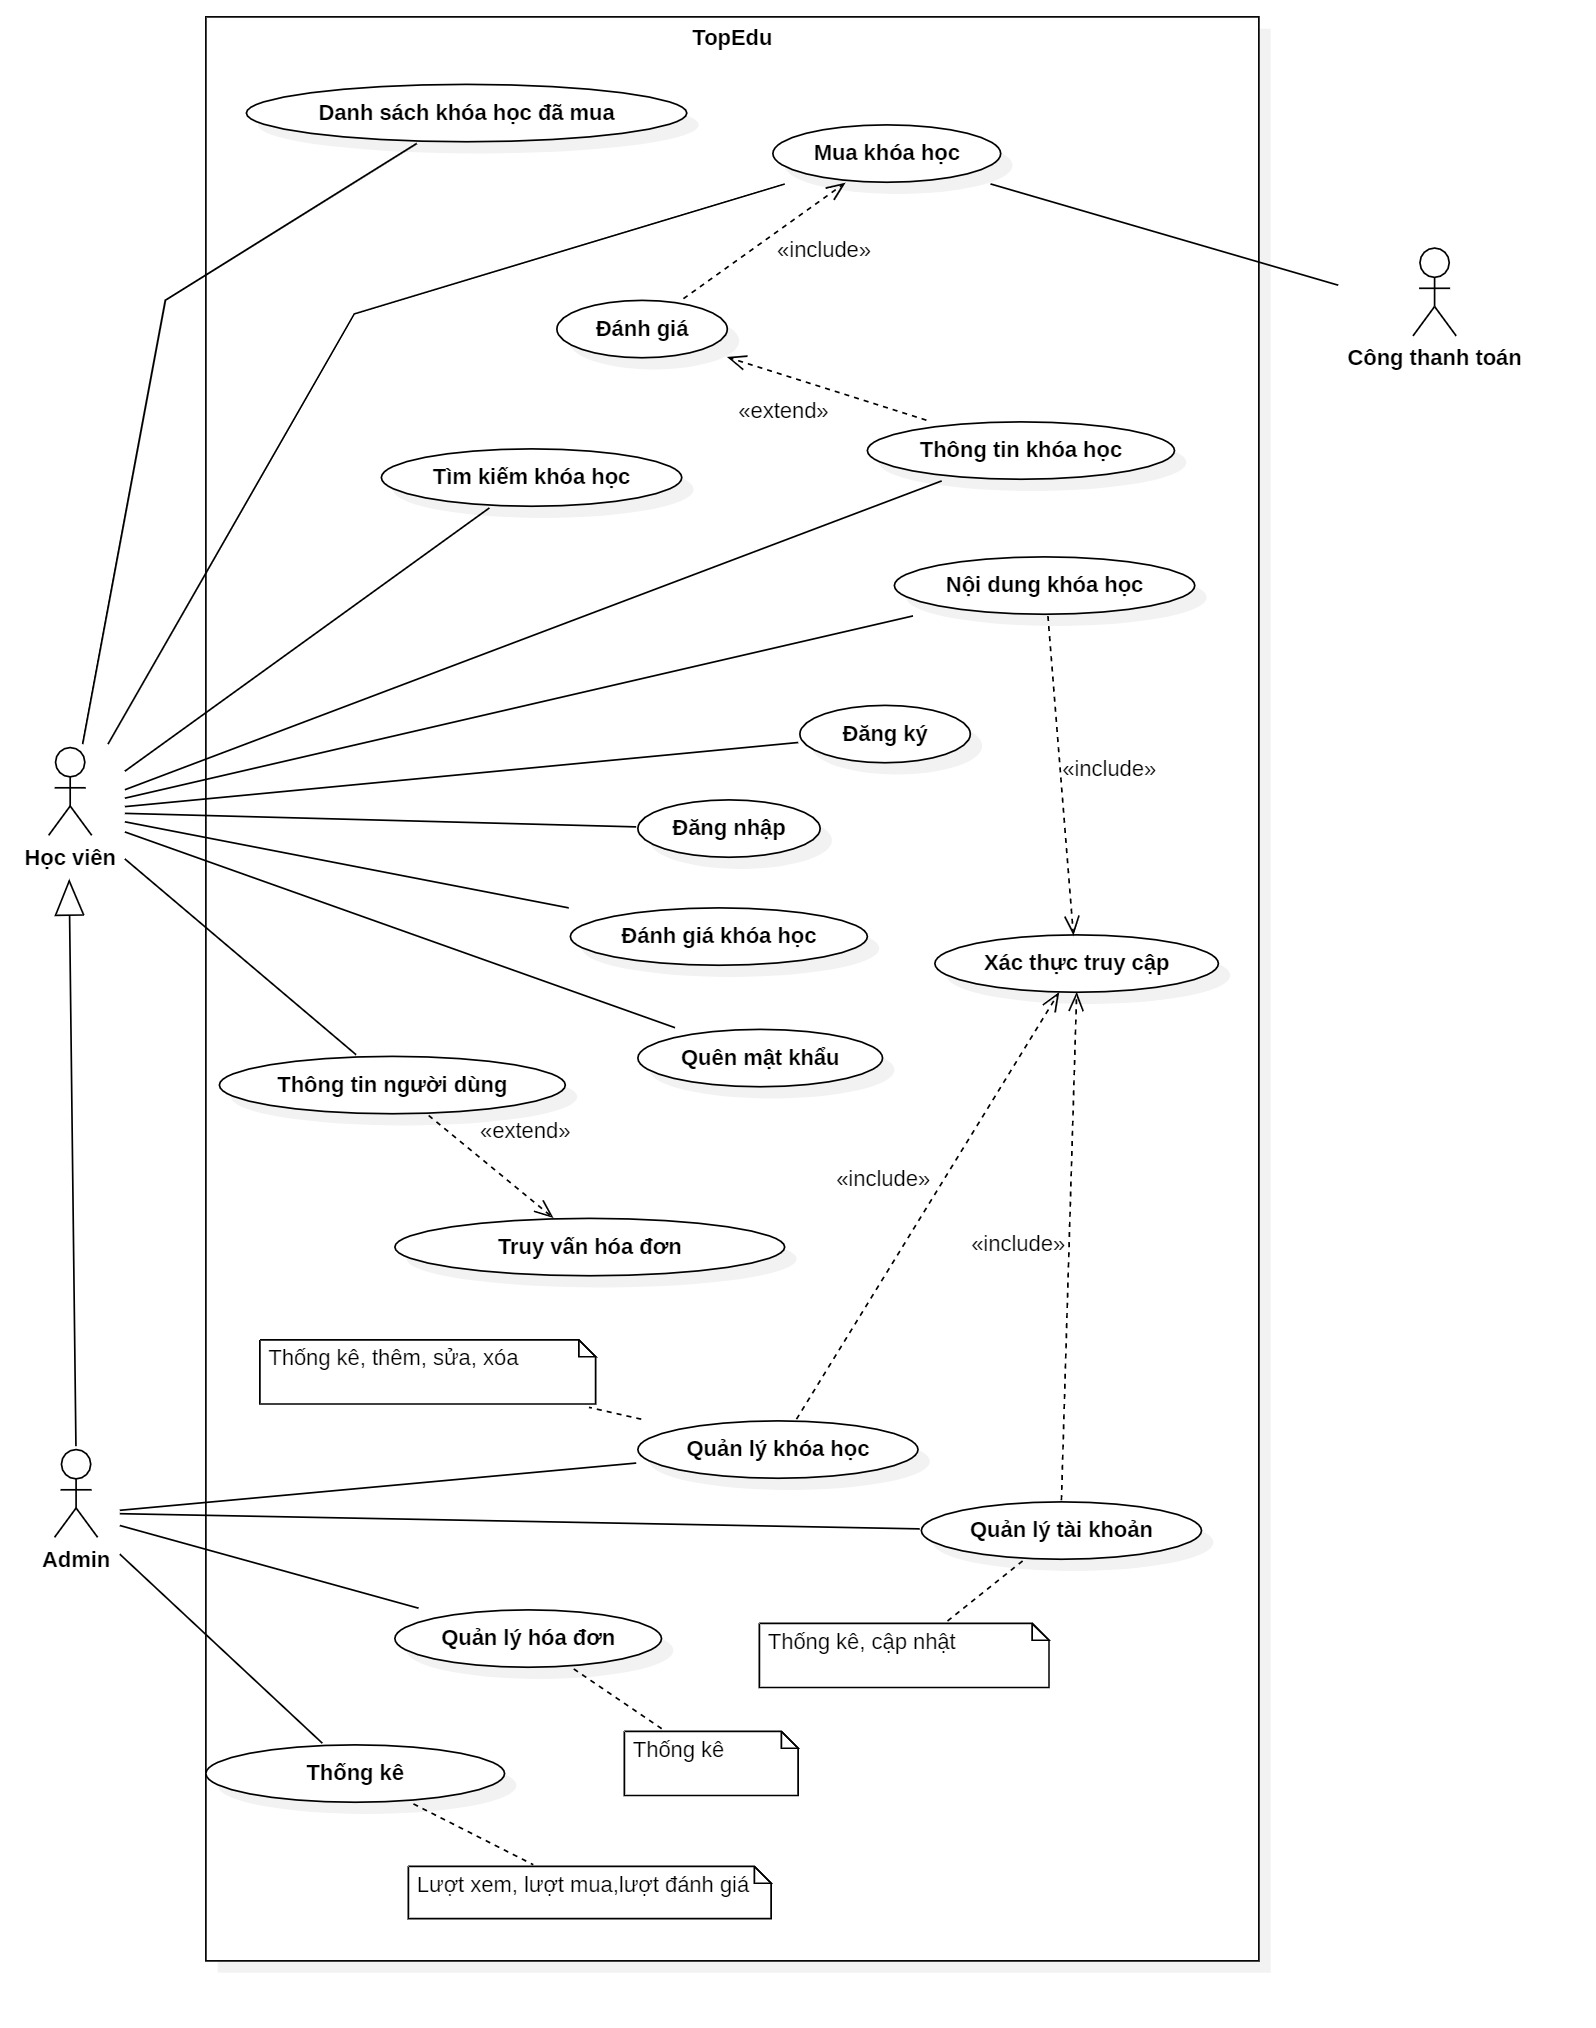 TopEdu
Danh sách khóa học đã mua
Mua khóa học
«include»
Đánh giá
Công thanh toán
«extend»
Thông tin khóa học
Tìm kiếm khóa học
Nội dung khóa học
Đăng ký
«include»
Đăng nhập
Học viên
Đánh giá khóa học
Xác thực truy cập
Quên mật khẩu
Thông tin người dùng
«extend»
«include»
«include»
Truy vấn hóa đơn
Thống kê, thêm, sửa, xóa
Quản lý khóa học
Quản lý tài khoản
Admin
Quản lý hóa đơn
Thống kê, cập nhật
Thống kê
Thống kê
Lượt xem, lượt mua,lượt đánh giá